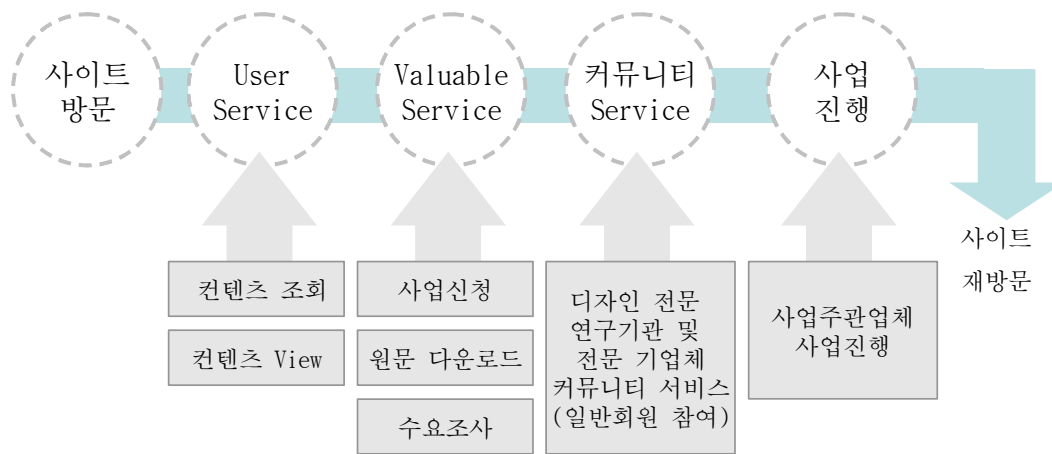 사이트
방문
User
Service
Valuable
Service
커뮤니티
Service
사업
진행
사이트
재방문
컨텐츠 조회
컨텐츠 View
사업신청
원문 다운로드
수요조사
디자인 전문
연구기관 및
전문 기업체
커뮤니티 서비스
(일반회원 참여)
사업주관업체
사업진행